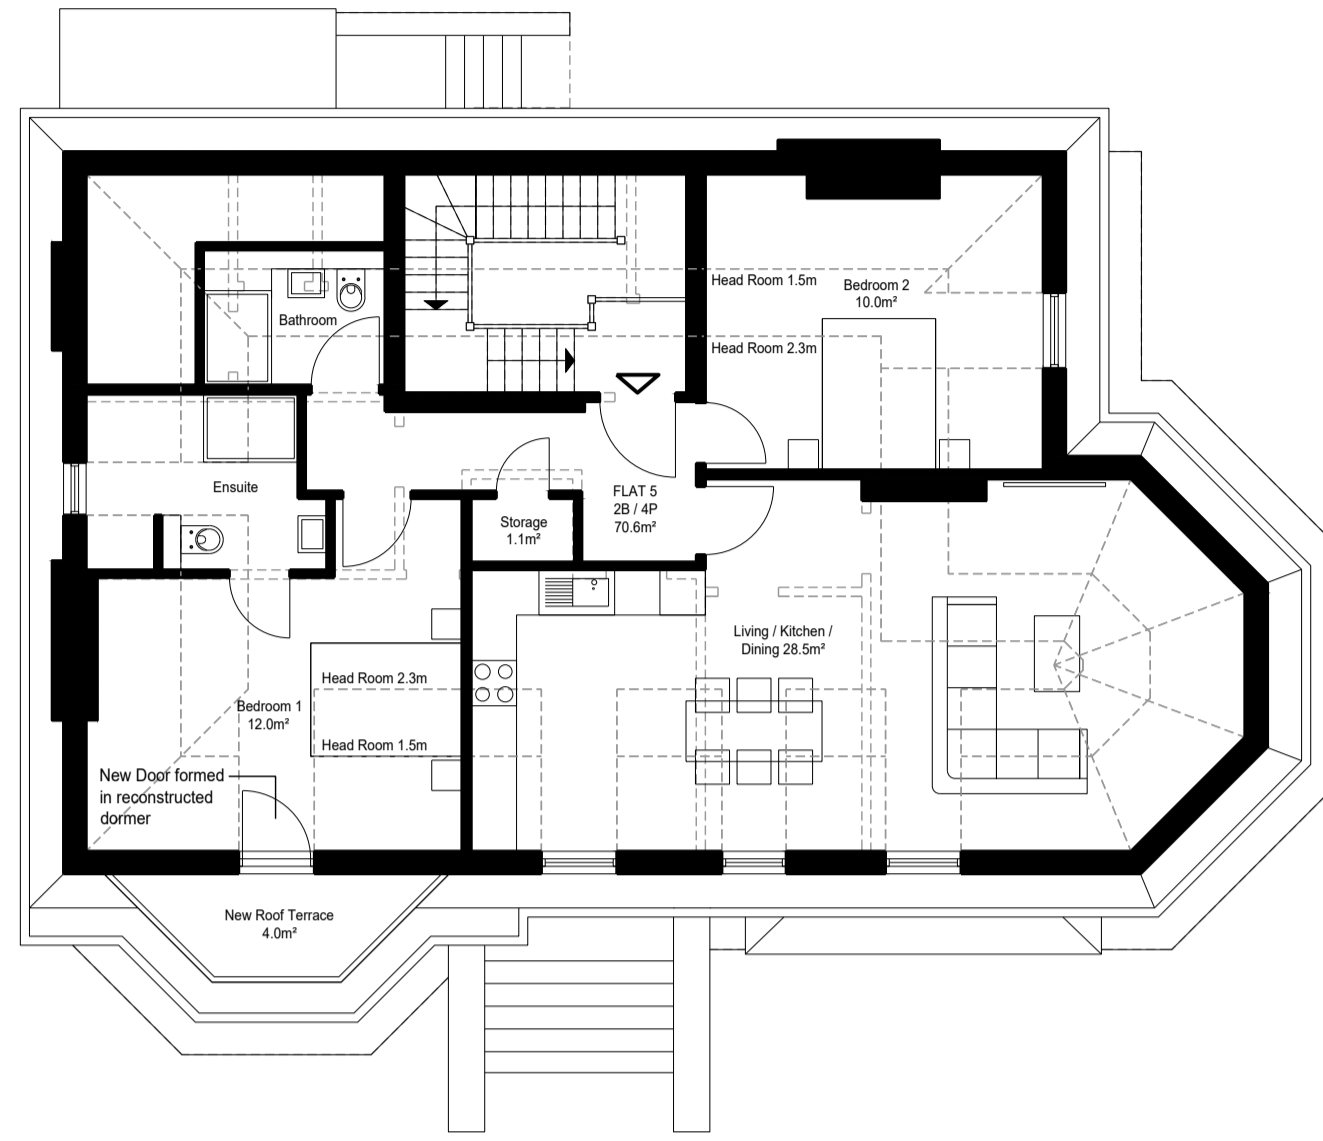 Head Room 1.5m
Bedroom 2
10.0m²
Bathroom
Head Room 2.3m
Ensuite
FLAT 5
2B / 4P
70.6m²
Storage
1.1m²
Living / Kitchen /
Dining 28.5m²
Head Room 2.3m
Bedroom 1
12.0m²
Head Room 1.5m
New Door formed
in reconstructed
dormer
New Roof Terrace
4.0m²